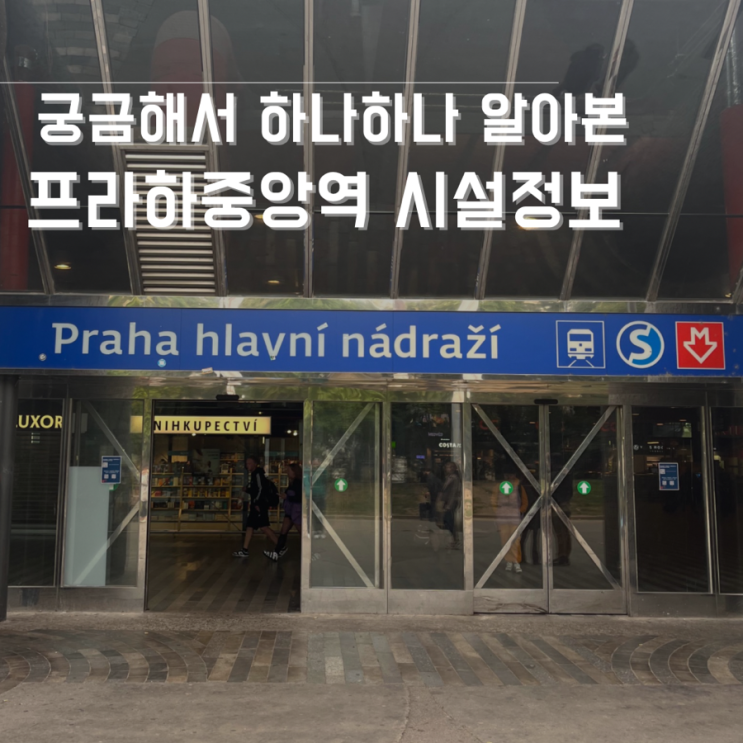 궁금해서 하나하나 알아본
프라하중앙역 시설정보
Praha hlavní nádraží
S
M
LUXOR
NIHKUPECTVÍ
COSTA